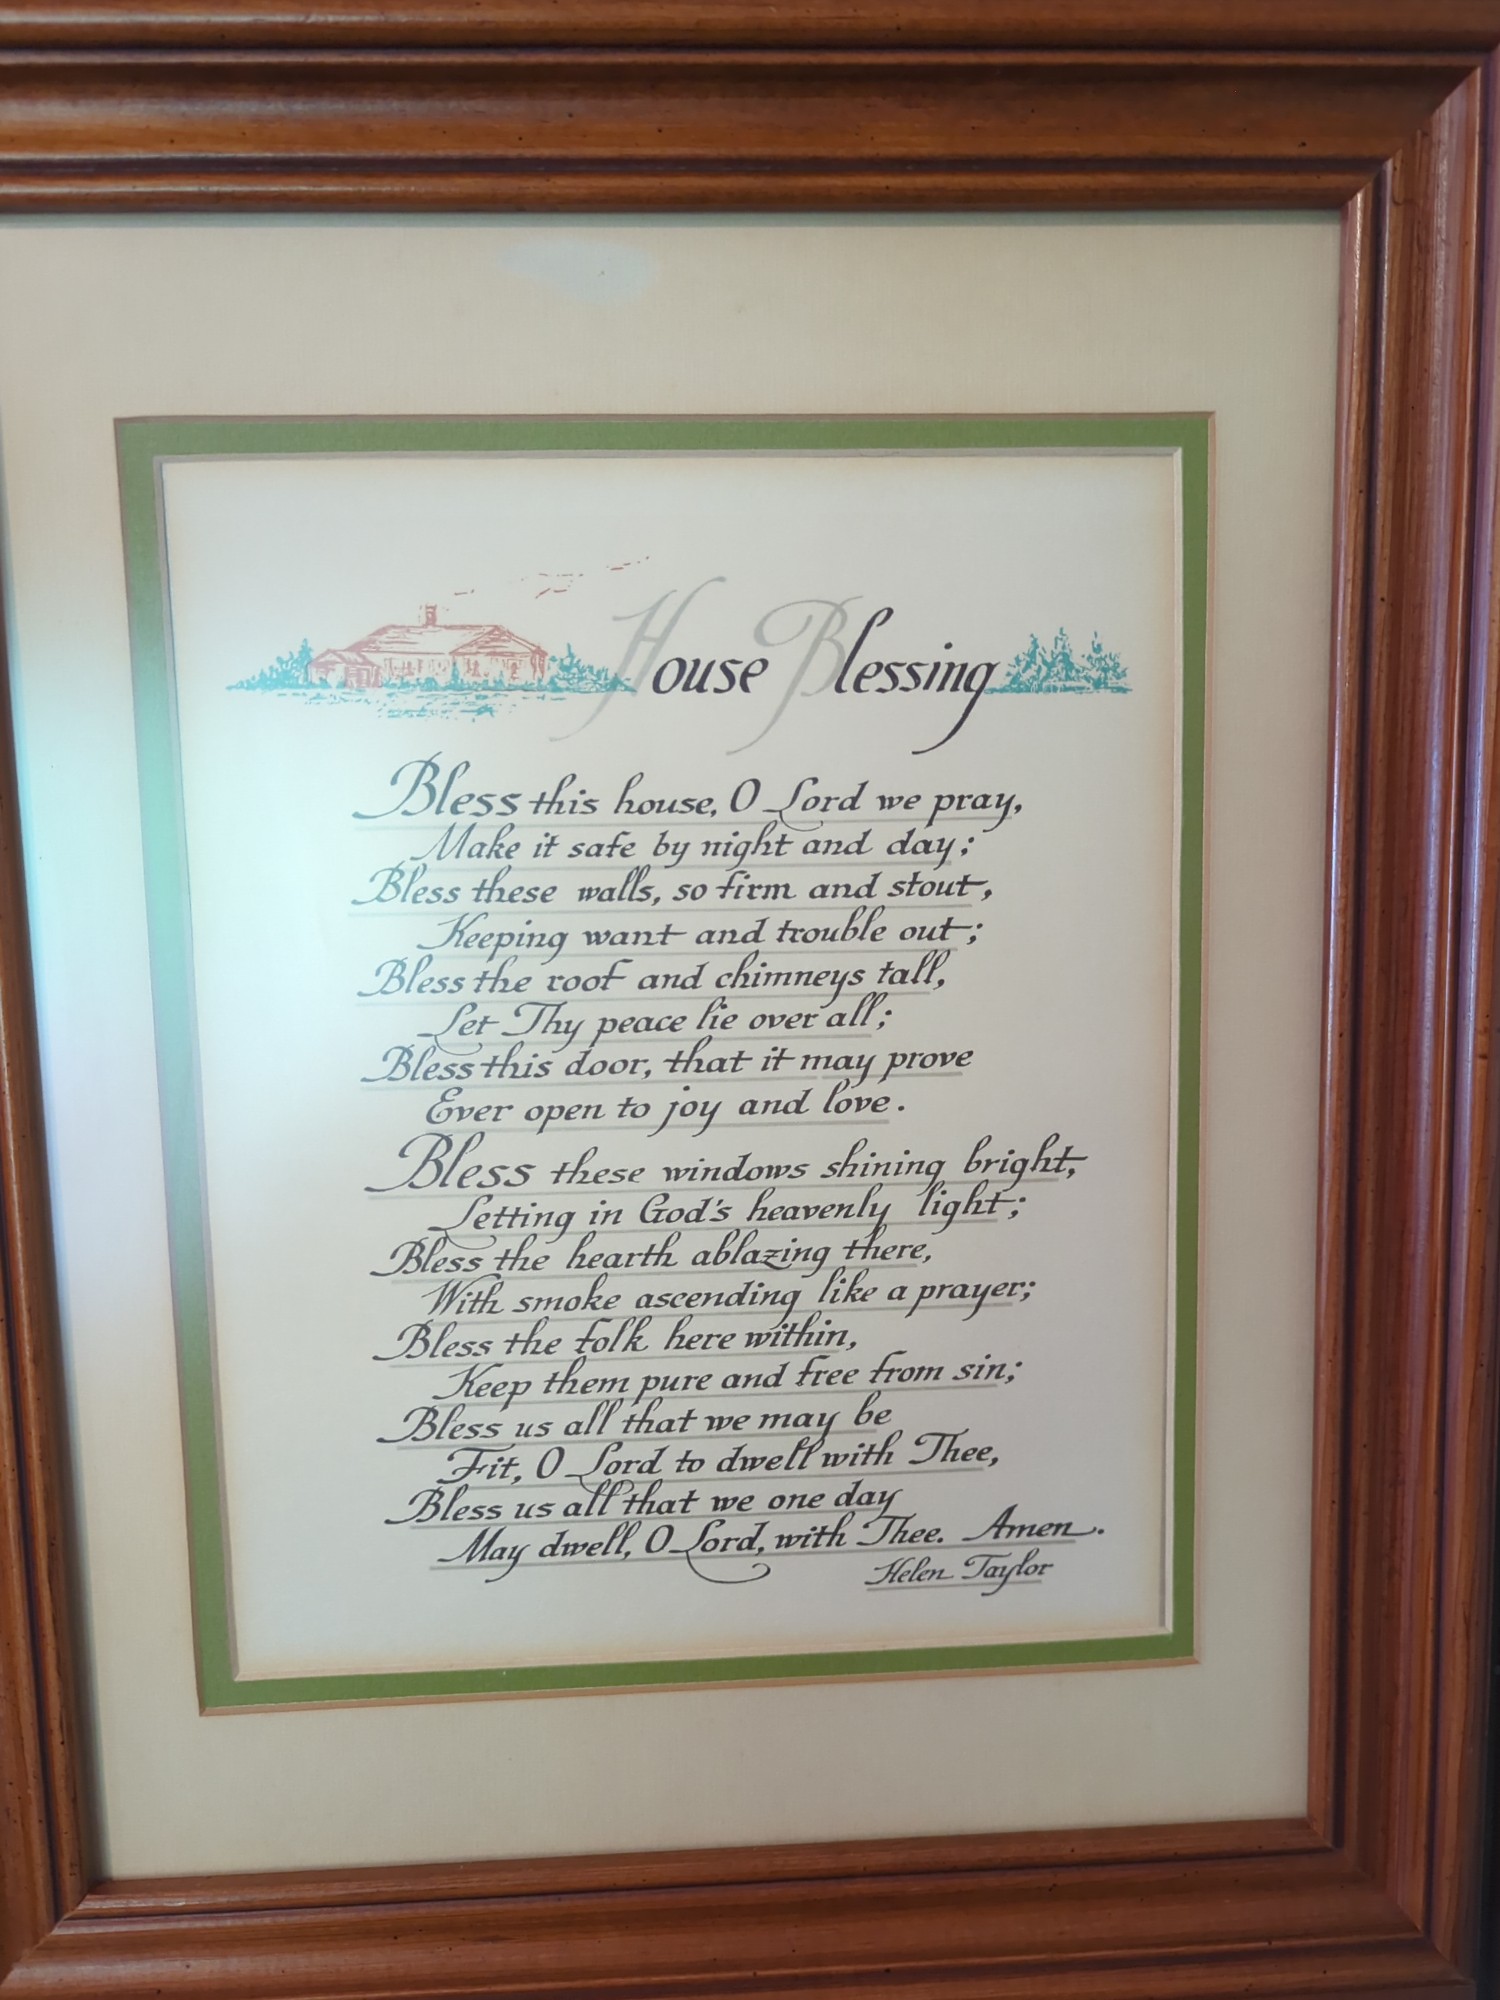 House Blessing
Bless this house, O Lord we pray,
Make it safe by night and day;
Bless these walls, so firm and stout,
Keeping want and trouble out;
Bless the roof and chimneys tall,
Let Thy peace lie over all;
Bless this door, that it may prove
Ever open to joy and love.
Bless these windows shining bright,
Letting in God's heavenly light;
Bless the hearth ablazing there,
With smoke ascending like a prayer;
Bless the folk here within,
Keep them pure and free from sin;
Bless us all that we may be
Fit, O Lord to dwell with Thee,
Bless us all that we one day
May dwell, O Lord, with Thee. Amen.
Helen Taylor